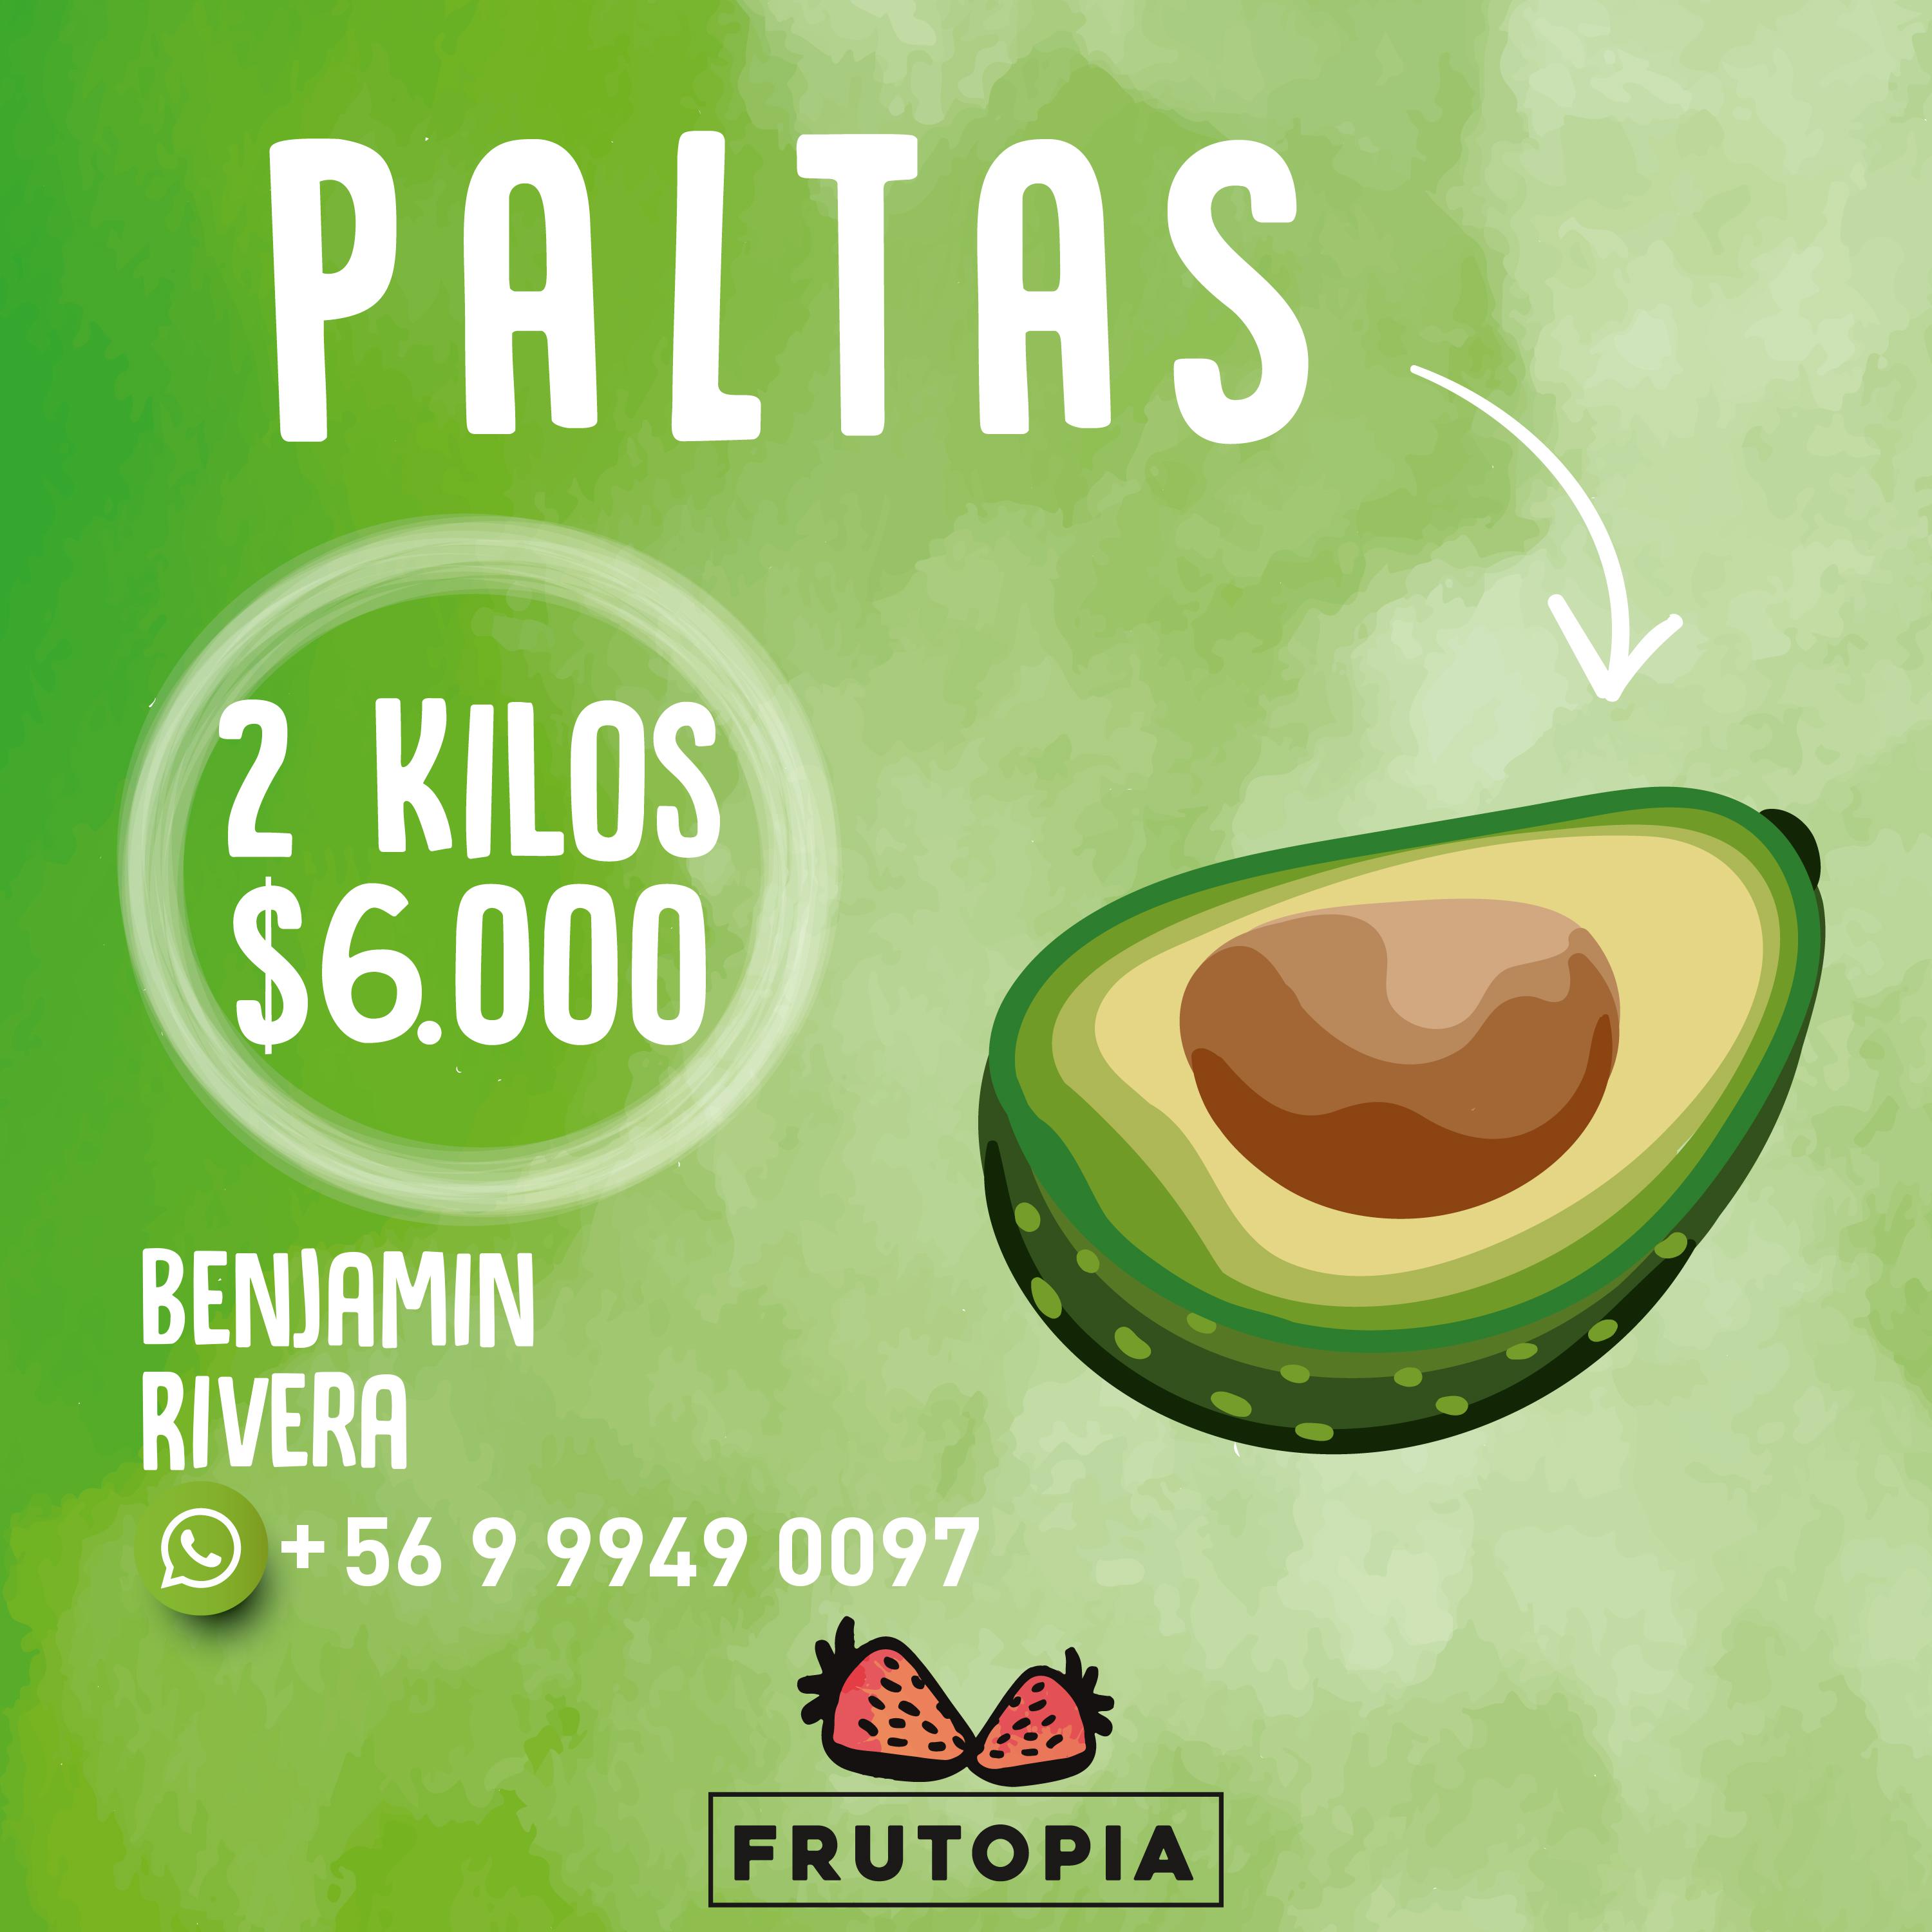 PALTAS
2 KILOS
$6.000
BENJAMIN
RIVERA
+ 56 9 9949 0097
FRUTOPIA